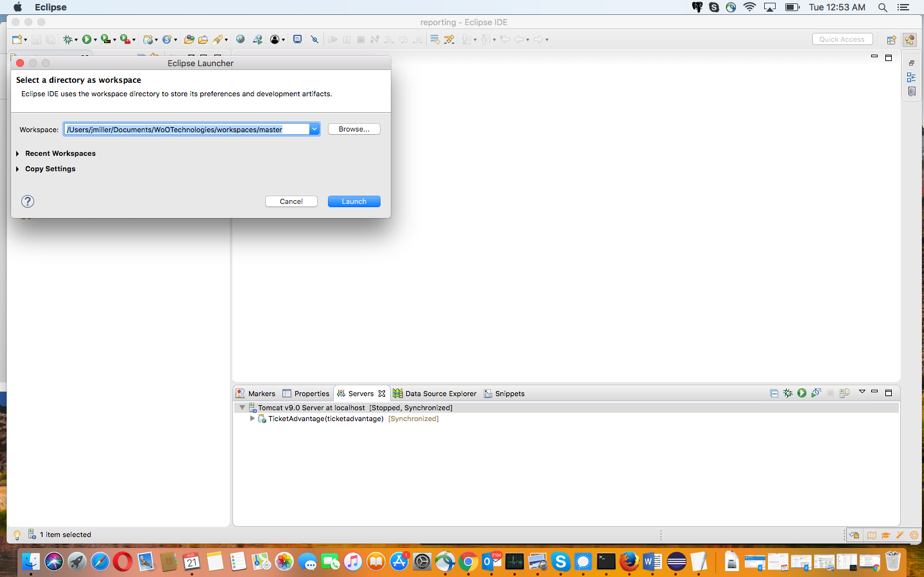 Eclipse
Tue 12:53 AM
reporting - Eclipse IDE
Quick Access
Eclipse Launcher
Select a directory as workspace
Eclipse IDE uses the workspace directory to store its preferences and development artifacts.
Workspace: /Users/jmiller/Documents/WoOTechnologies/workspaces/master
Browse...
Recent Workspaces
Copy Settings
?
Cancel
Launch
Markers
Properties
Servers
Data Source Explorer
Snippets
Tomcat v9.0 Server at localhost [Stopped, Synchronized]
TicketAdvantage(ticketadvantage) [Synchronized]
1 item selected